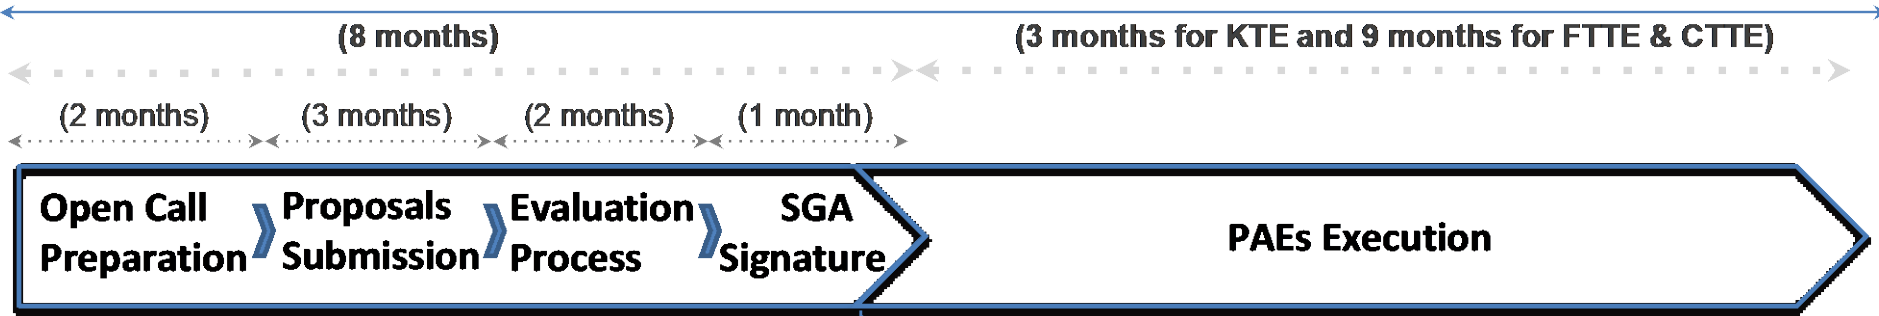 (8 months)
(3 months for KTE and 9 months for FTTE & CTTE)
(2 months)
(3 months)
(2 months)
(1 month)
Open Call
Preparation
Proposals
Submission
Evaluation
Process
SGA
Signature
PAEs Execution